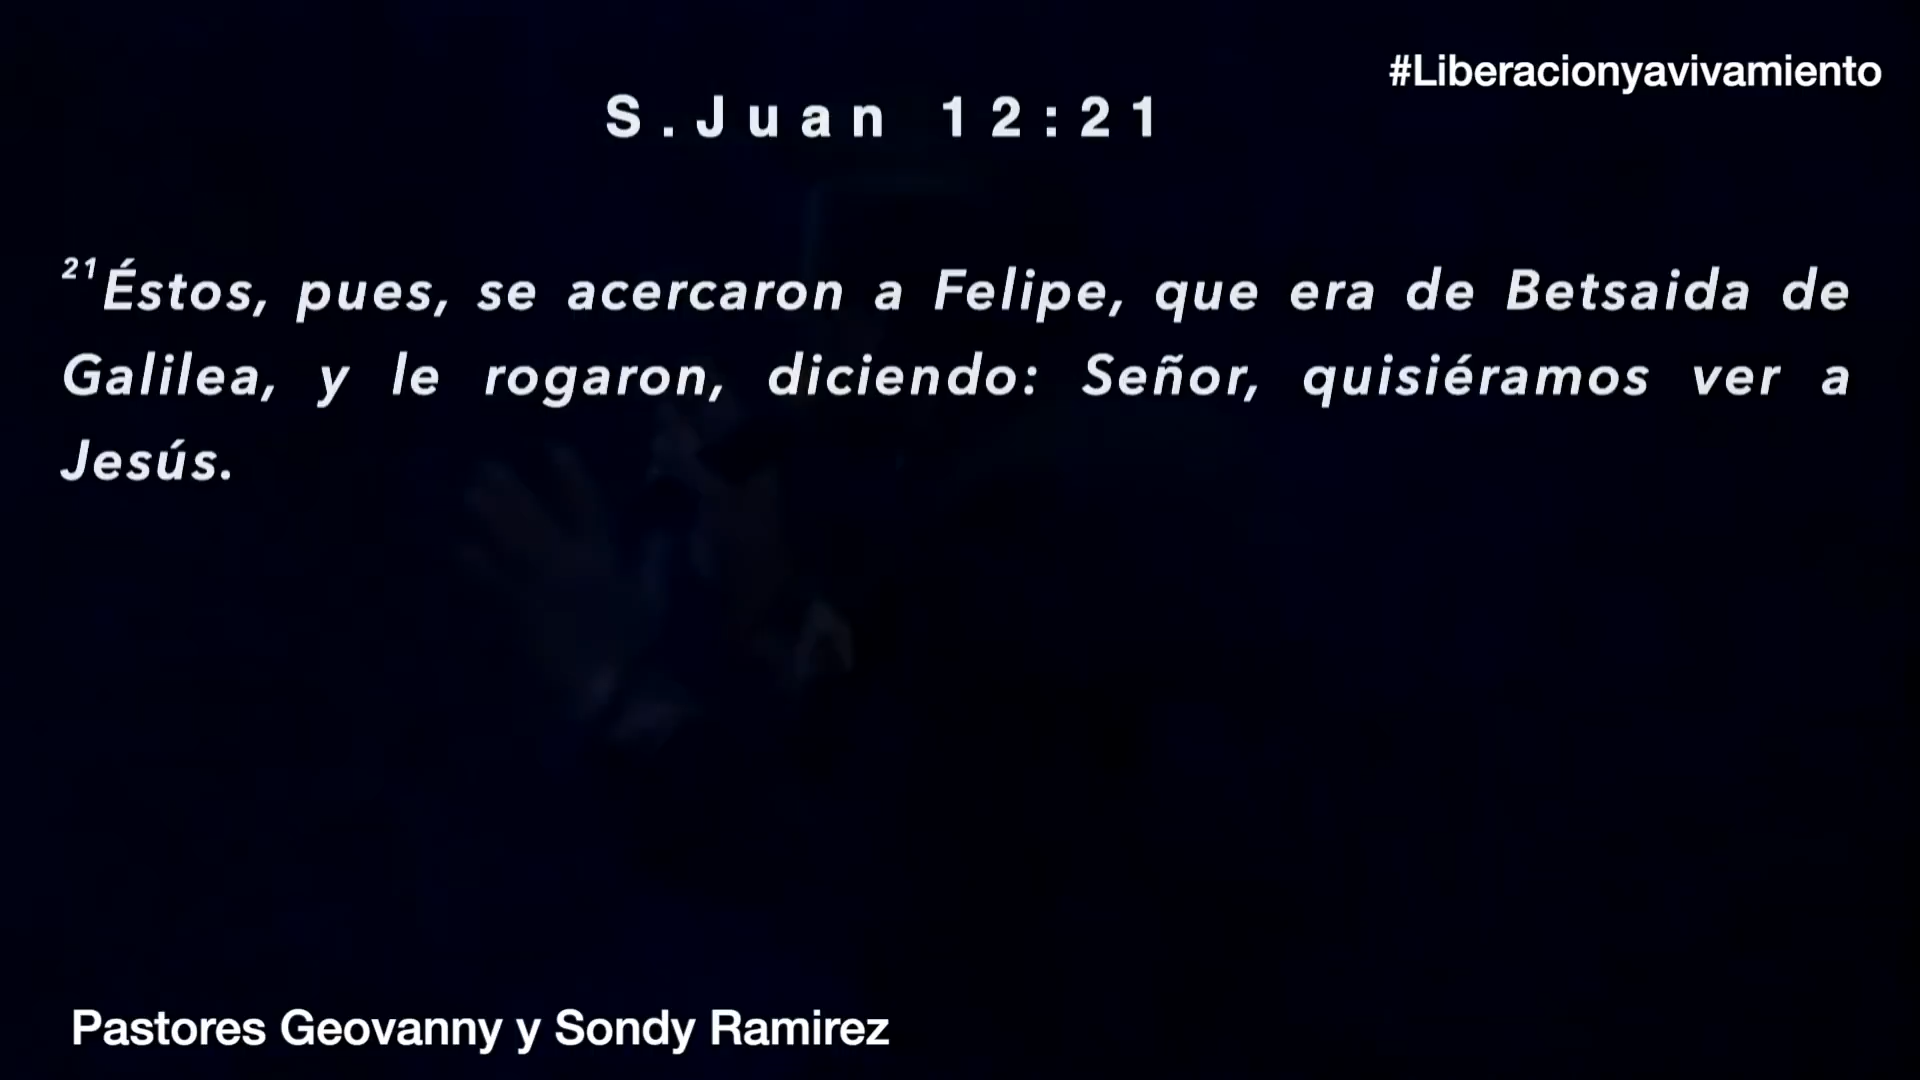 #Liberacionyavivamiento
S.Juan 12:21
21Éstos, pues, se acercaron a Felipe, que era de Betsaida de
Galilea, y le rogaron, diciendo: Señor, quisiéramos ver a
Jesús.
Pastores Geovanny y Sondy Ramirez